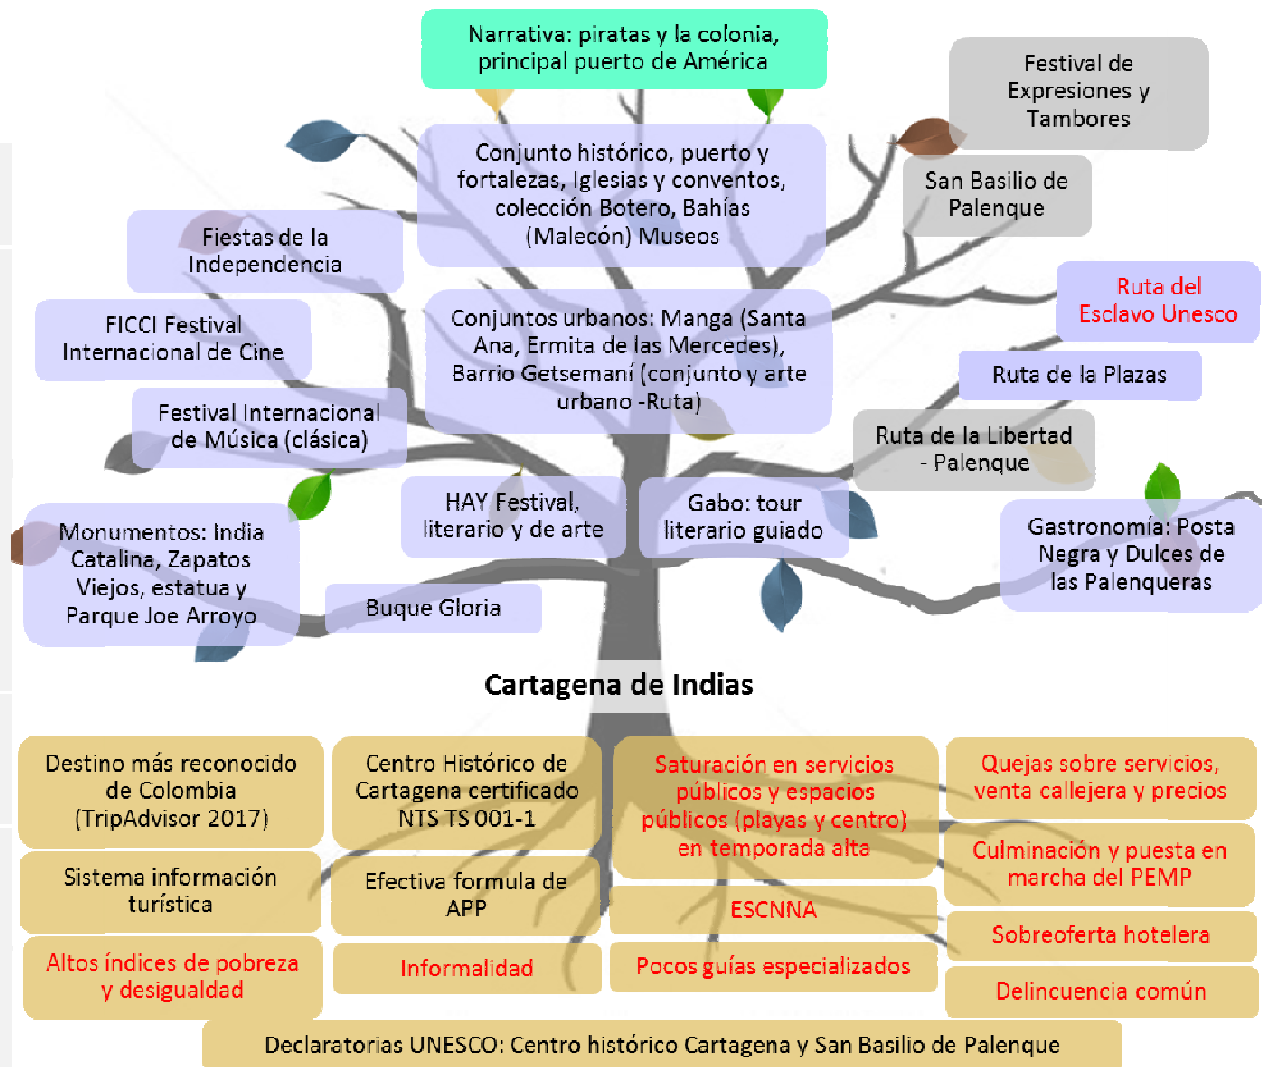 Narrativa: piratas y la colonia,
principal puerto de América
Festival de
Expresiones y
Tambores
Conjunto histórico, puerto y
fortalezas, Iglesias y conventos,
colección Botero, Bahías
(Malecón) Museos
San Basilio de
Palenque
Fiestas de la
Independencia
Ruta del
Esclavo Unesco
FICCI Festival
Internacional de Cine
Conjuntos urbanos: Manga (Santa
Ana, Ermita de las Mercedes),
Barrio Getsemaní (conjunto y arte
urbano -Ruta)
Ruta de la Plazas
Festival Internacional
de Música (clásica)
Ruta de la Libertad
- Palenque
HAY Festival,
literario y de arte
Gabo: tour
literario guiado
Monumentos: India
Catalina, Zapatos
Viejos, estatua y
Parque Joe Arroyo
Gastronomía: Posta
Negra y Dulces de
las Palenqueras
Buque Gloria
Cartagena de Indias
Destino más reconocido
de Colombia
(TripAdvisor 2017)
Centro Histórico de
Cartagena certificado
NTS TS 001-1
Saturación en servicios
públicos y espacios
públicos (playas y centro)
en temporada alta
Quejas sobre servicios,
venta callejera y precios
Sistema información
turística
Efectiva formula de
APP
ESCNNA
Culminación y puesta en
marcha del PEMP
Altos índices de pobreza
y desigualdad
Informalidad
Pocos guías especializados
Sobreoferta hotelera
Delincuencia común
Declaratorias UNESCO: Centro histórico Cartagena y San Basilio de Palenque